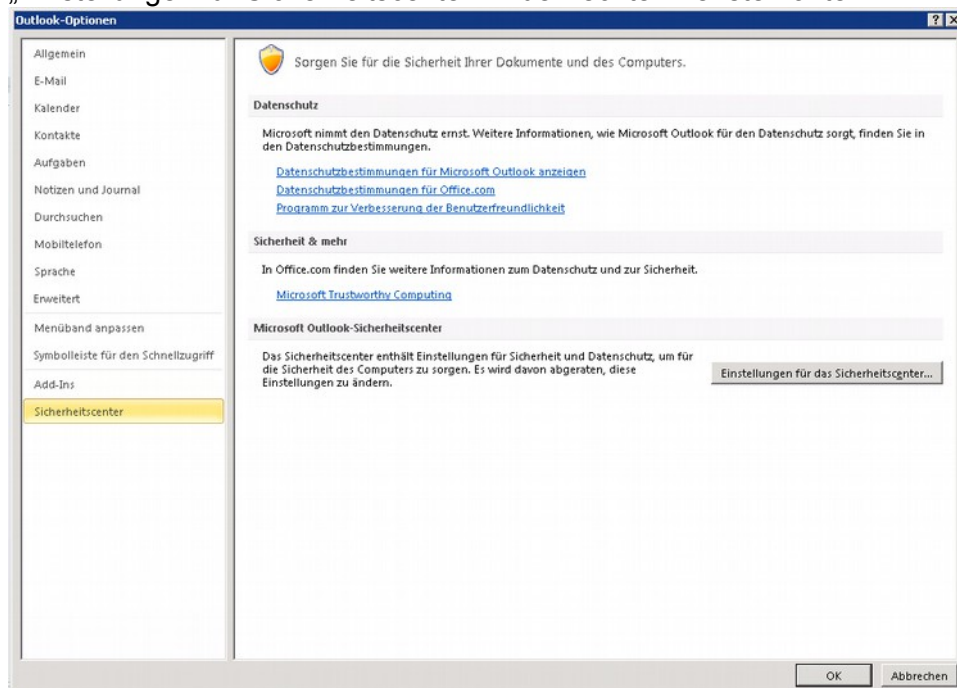 Outlook-Optionen
Allgemein
E-Mail
Kalender
Kontakte
Aufgaben
Notizen und Journal
Durchsuchen
Mobiltelefon
Sprache
Erweitert
Menüband anpassen
Symbolleiste für den Schnellzugriff
Add-Ins
Sicherheitscenter
Sorgen Sie für die Sicherheit Ihrer Dokumente und des Computers.
Datenschutz
Microsoft nimmt den Datenschutz ernst. Weitere Informationen, wie Microsoft Outlook für den Datenschutz sorgt, finden Sie in
den Datenschutzbestimmungen.
Datenschutzbestimmungen für Microsoft Outlook anzeigen
Datenschutzbestimmungen für Office.com
Programm zur Verbesserung der Benutzerfreundlichkeit
Sicherheit & mehr
In Office.com finden Sie weitere Informationen zum Datenschutz und zur Sicherheit.
Microsoft Trustworthy Computing
Microsoft Outlook-Sicherheitscenter
Das Sicherheitscenter enthält Einstellungen für Sicherheit und Datenschutz, um für
die Sicherheit des Computers zu sorgen. Es wird davon abgeraten, diese
Einstellungen zu ändern.
Einstellungen für das Sicherheitscenter...
OK Abbrechen